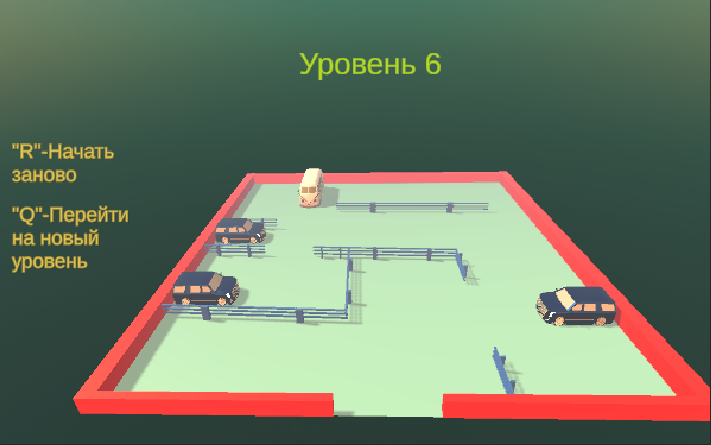 Уровень 6
"R"-Начать
заново
"Q"-Перейти
на новый
уровень